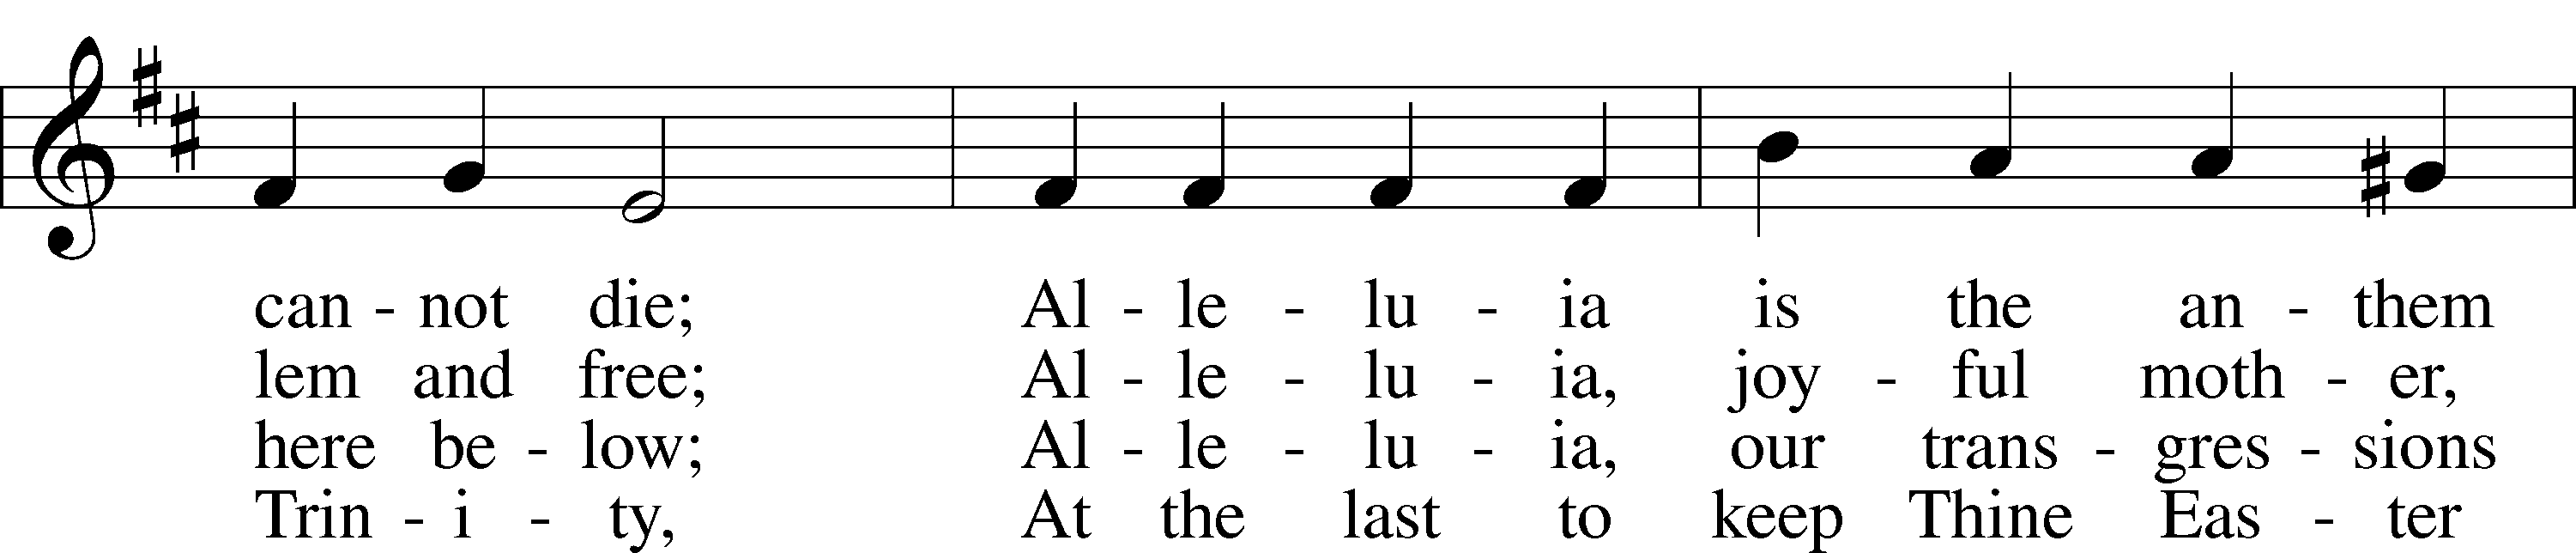 can - not die; Al - le - lu - ia is the an - them
lem and free; Al - le - lu - ia, joy - ful moth - er,
here be - low; Al - le - lu - ia, our trans - gres - sions
Trin - i - ty, At the last to keep Thine Eas - ter